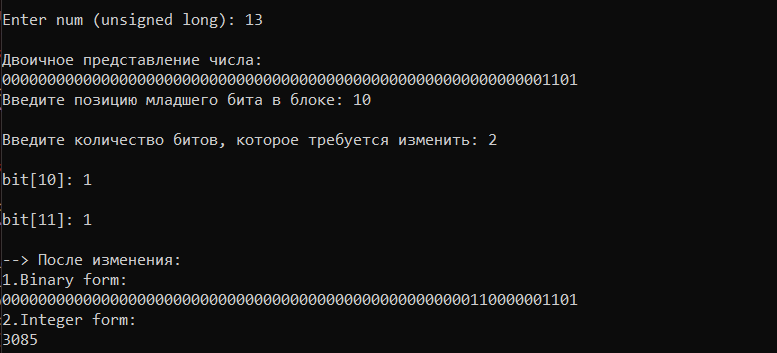 Enter num (unsigned long): 13
Двоичное представление числа:
0000000000000000000000000000000000000000000000000000000000001101
Введите позицию младшего бита в блоке: 10
Введите количество битов, которое требуется изменить: 2
bit[10]: 1
bit[11]: 1
--> После изменения:
1.Binary form:
0000000000000000000000000000000000000000000000000000110000001101
2.Integer form:
3085